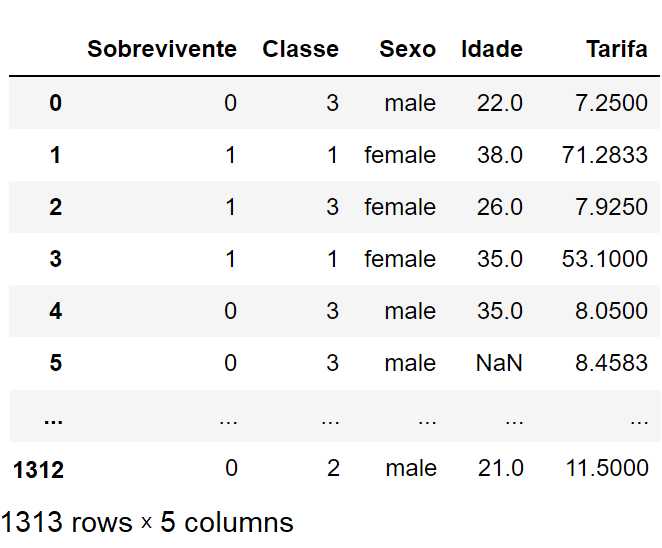 Sobrevivente Classe Sexo Idade Tarifa
0 0 3 male 22.0 7.2500
1 1 1 female 38.0 71.2833
2 1 3 female 26.0 7.9250
3 1 1 female 35.0 53.1000
4 0 3 male 35.0 8.0500
5 0 3 male NaN 8.4583
... ... ... ... ... ...
1312 0 2 male 21.0 11.5000
1313 rows × 5 columns